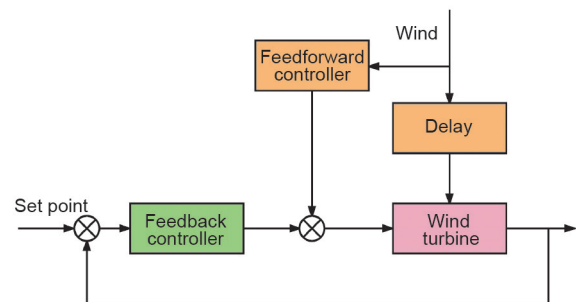 Wind
Feedforward
controller
Delay
Set point
Feedback
controller
Wind
turbine